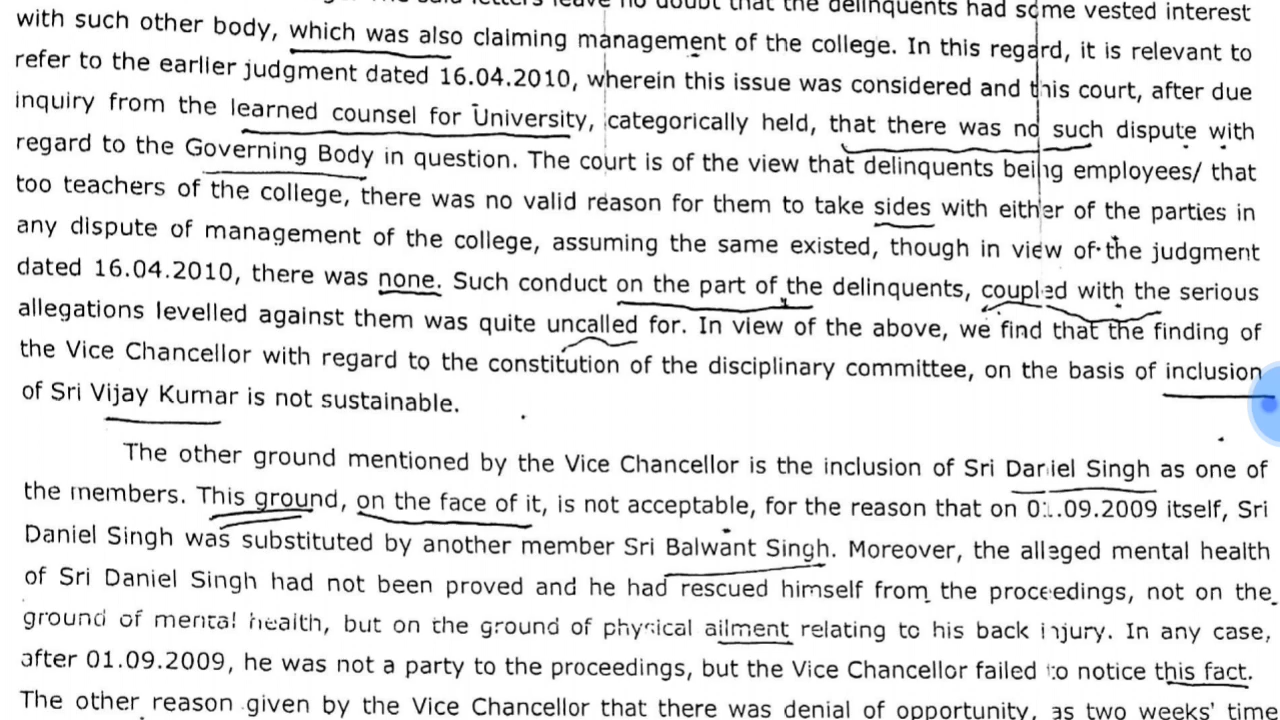 The said letters leave no doubt that the delinquents had some vested interest
with such other body, which was also claiming management of the college. In this regard, it is relevant to
refer to the earlier judgment dated 16.04.2010, wherein this issue was considered and this court, after due
inquiry from the learned counsel for University, categorically held, that there was no such dispute with
regard to the Governing Body in question. The court is of the view that delinquents being employees/ that
too teachers of the college, there was no valid reason for them to take sides with either of the parties in
any dispute of management of the college, assuming the same existed, though in view of the judgment
dated 16.04.2010, there was none. Such conduct on the part of the delinquents, coupled with the serious
allegations levelled against them was quite uncalled for. In view of the above, we find that the finding of
the Vice Chancellor with regard to the constitution of the disciplinary committee, on the basis of inclusion
of Sri Vijay Kumar is not sustainable.
The other ground mentioned by the Vice Chancellor is the inclusion of Sri Daniel Singh as one of
the members. This ground, on the face of it, is not acceptable, for the reason that on 01.09.2009 itself, Sri
Daniel Singh was substituted by another member Sri Balwant Singh. Moreover, the alleged mental health
of Sri Daniel Singh had not been proved and he had rescued himself from the proceedings, not on the
ground of mental health, but on the ground of physical ailment relating to his back injury. In any case,
after 01.09.2009, he was not a party to the proceedings, but the Vice Chancellor failed to notice this fact.
The other reason given by the Vice Chancellor that there was denial of opportunity, as two weeks' time